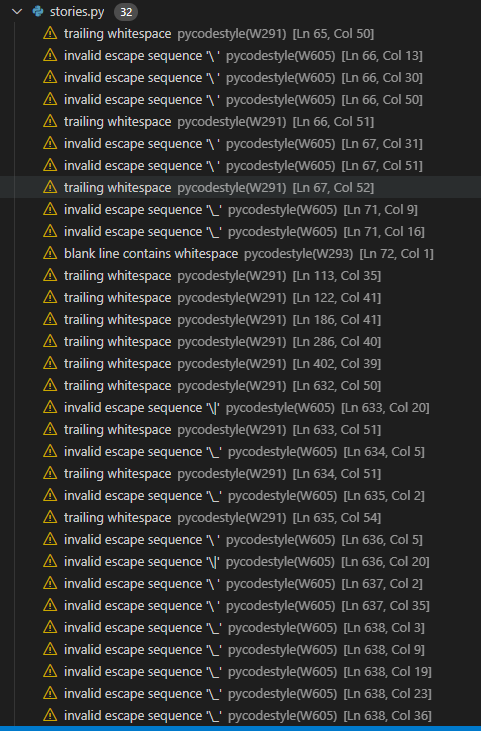 stories.py 32
trailing whitespace pycodestyle(W291) [Ln 65, Col 50]
invalid escape sequence '\ ' pycodestyle(W605) [Ln 66, Col 13]
invalid escape sequence '\ ' pycodestyle(W605) [Ln 66, Col 30]
invalid escape sequence '\ ' pycodestyle(W605) [Ln 66, Col 50]
trailing whitespace pycodestyle(W291) [Ln 66, Col 51]
invalid escape sequence '\ ' pycodestyle(W605) [Ln 67, Col 31]
invalid escape sequence '\ ' pycodestyle(W605) [Ln 67, Col 51]
trailing whitespace pycodestyle(W291) [Ln 67, Col 52]
invalid escape sequence '\_' pycodestyle(W605) [Ln 71, Col 9]
invalid escape sequence '\_' pycodestyle(W605) [Ln 71, Col 16]
blank line contains whitespace pycodestyle(W293) [Ln 72, Col 1]
trailing whitespace pycodestyle(W291) [Ln 113, Col 35]
trailing whitespace pycodestyle(W291) [Ln 122, Col 41]
trailing whitespace pycodestyle(W291) [Ln 186, Col 41]
trailing whitespace pycodestyle(W291) [Ln 286, Col 40]
trailing whitespace pycodestyle(W291) [Ln 402, Col 39]
trailing whitespace pycodestyle(W291) [Ln 632, Col 50]
invalid escape sequence '\|' pycodestyle(W605) [Ln 633, Col 20]
trailing whitespace pycodestyle(W291) [Ln 633, Col 51]
invalid escape sequence '\_' pycodestyle(W605) [Ln 634, Col 5]
trailing whitespace pycodestyle(W291) [Ln 634, Col 51]
invalid escape sequence '\_' pycodestyle(W605) [Ln 635, Col 2]
trailing whitespace pycodestyle(W291) [Ln 635, Col 54]
invalid escape sequence '\ ' pycodestyle(W605) [Ln 636, Col 5]
invalid escape sequence '\|' pycodestyle(W605) [Ln 636, Col 20]
invalid escape sequence '\ ' pycodestyle(W605) [Ln 637, Col 2]
invalid escape sequence '\ ' pycodestyle(W605) [Ln 637, Col 35]
invalid escape sequence '\_' pycodestyle(W605) [Ln 638, Col 3]
invalid escape sequence '\_' pycodestyle(W605) [Ln 638, Col 9]
invalid escape sequence '\_' pycodestyle(W605) [Ln 638, Col 19]
invalid escape sequence '\_' pycodestyle(W605) [Ln 638, Col 23]
invalid escape sequence '\_' pycodestyle(W605) [Ln 638, Col 36]